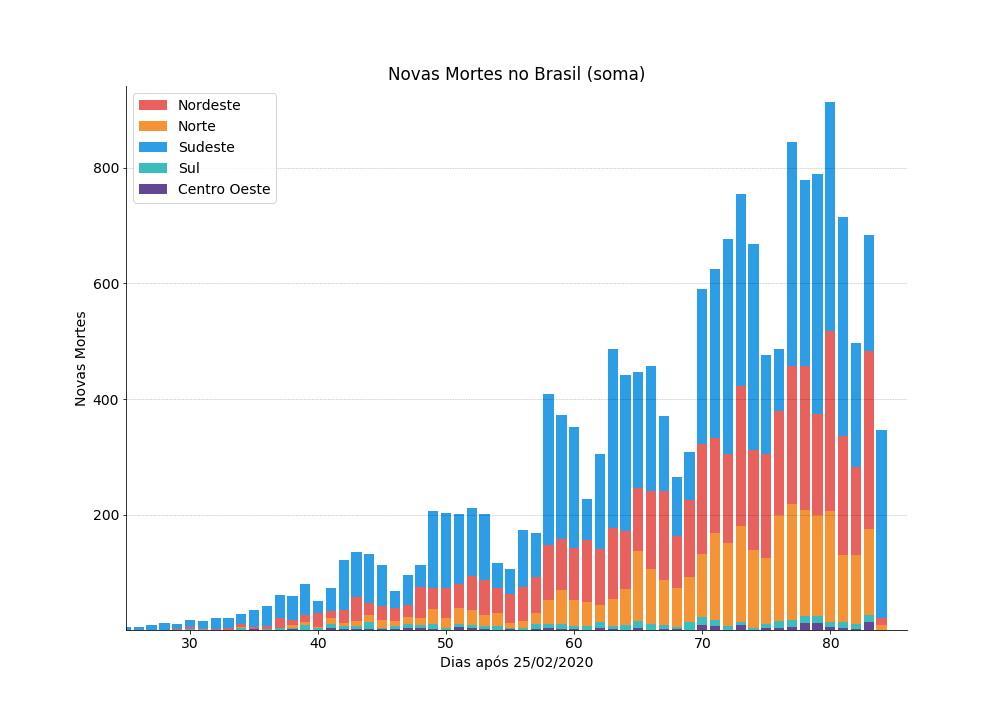 Novas Mortes no Brasil (soma)
Nordeste
Norte
Sudeste
Sul
Centro Oeste
800
600
400
200
Novas Mortes
30 40 50 60 70 80
Dias após 25/02/2020